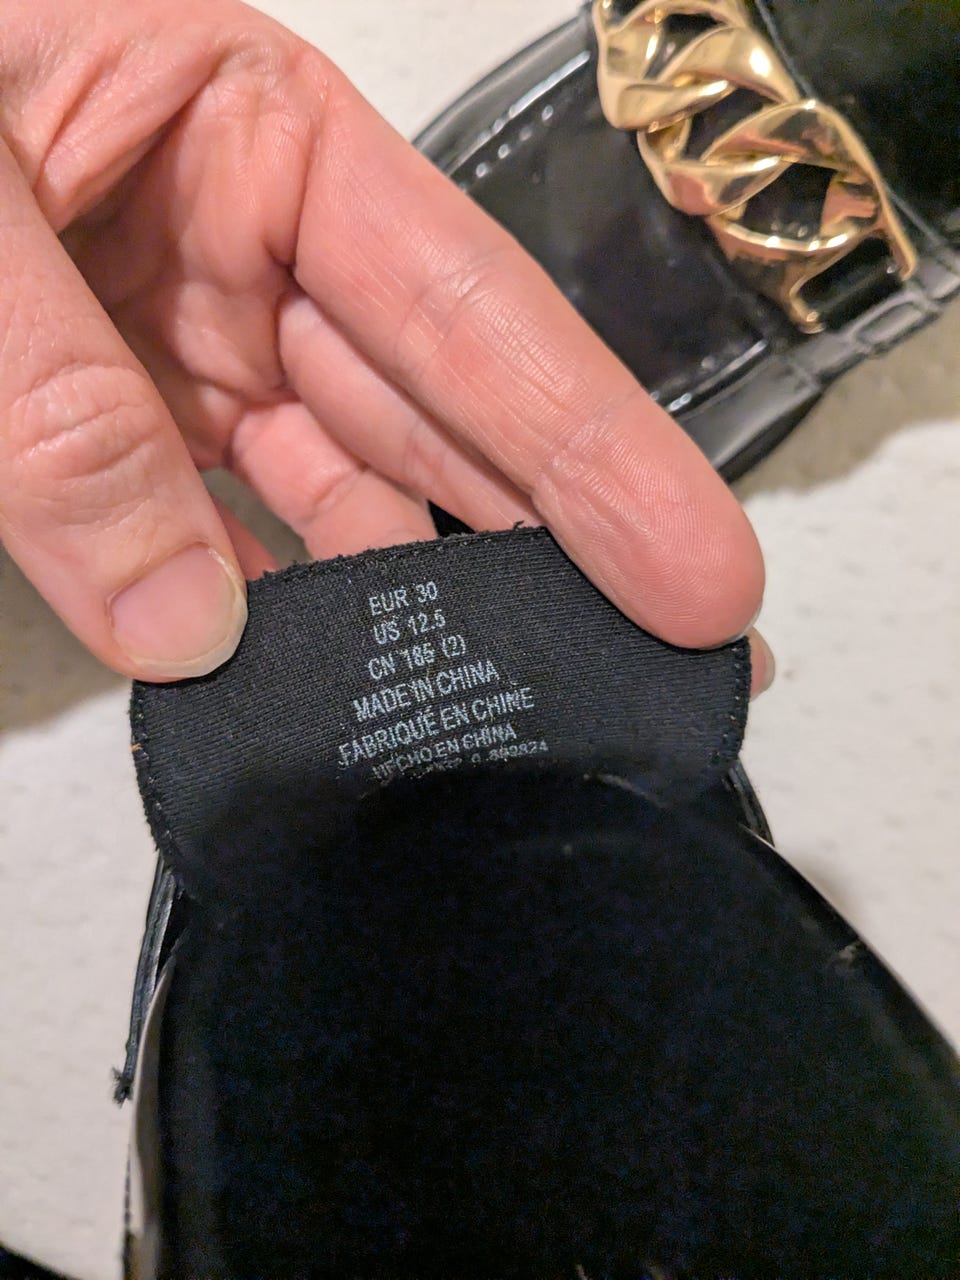 EUR 30
US 12.5
CN 185 (2)
MADE IN CHINA
FABRIQUÉ EN CHINE
HECHO EN CHINA